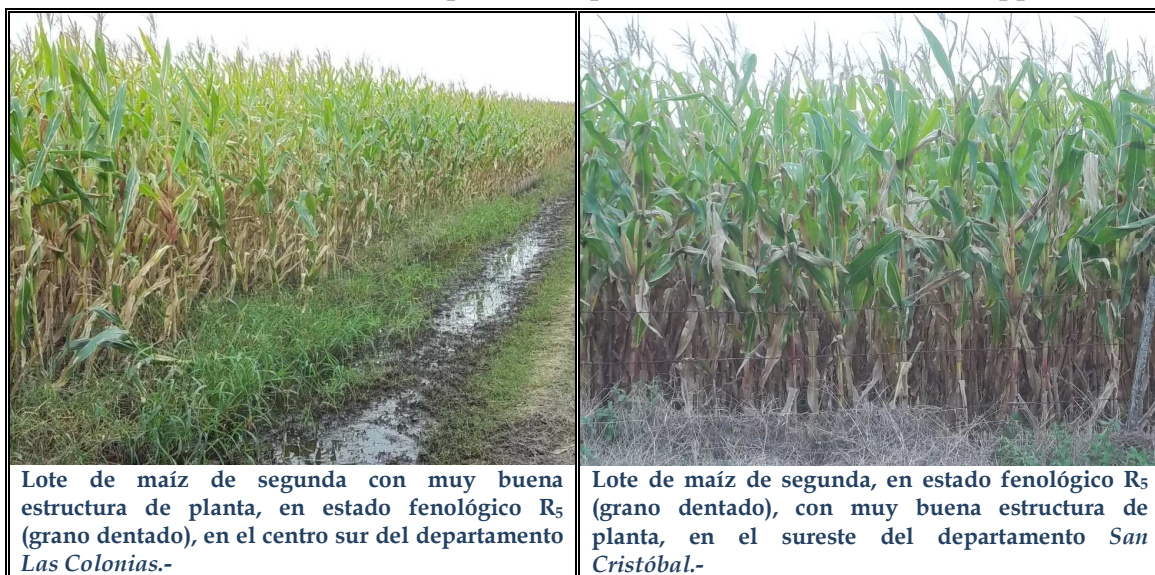 Lote de maíz de segunda con muy buena
estructura de planta, en estado fenológico R₅
(grano dentado), en el centro sur del departamento
Las Colonias.-
Lote de maíz de segunda, en estado fenológico R₅
(grano dentado), con muy buena estructura de
planta, en el sureste del departamento San
Cristóbal.-